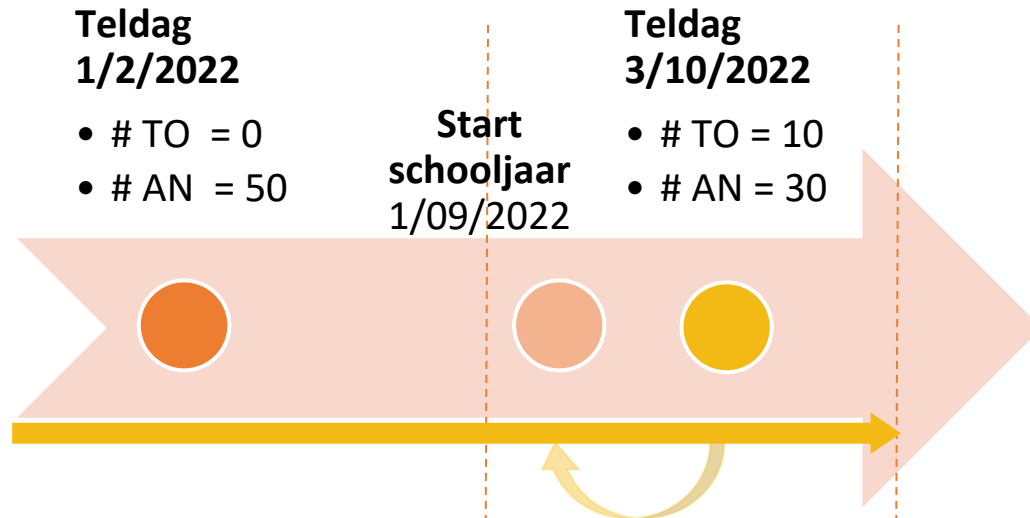 Teldag
1/2/2022
• # TO = 0
• # AN = 50
Start
schooljaar
1/09/2022
Teldag
3/10/2022
• # TO = 10
• # AN = 30